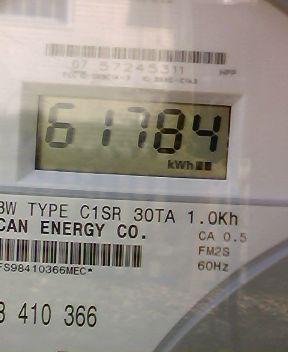 07 57245311
61784
kWh
3W TYPE C1SR 30TA 1.0Kh
CAN ENERGY CO.
CA 0.5
FM2S
FS98410366MEC*
60Hz
410 366